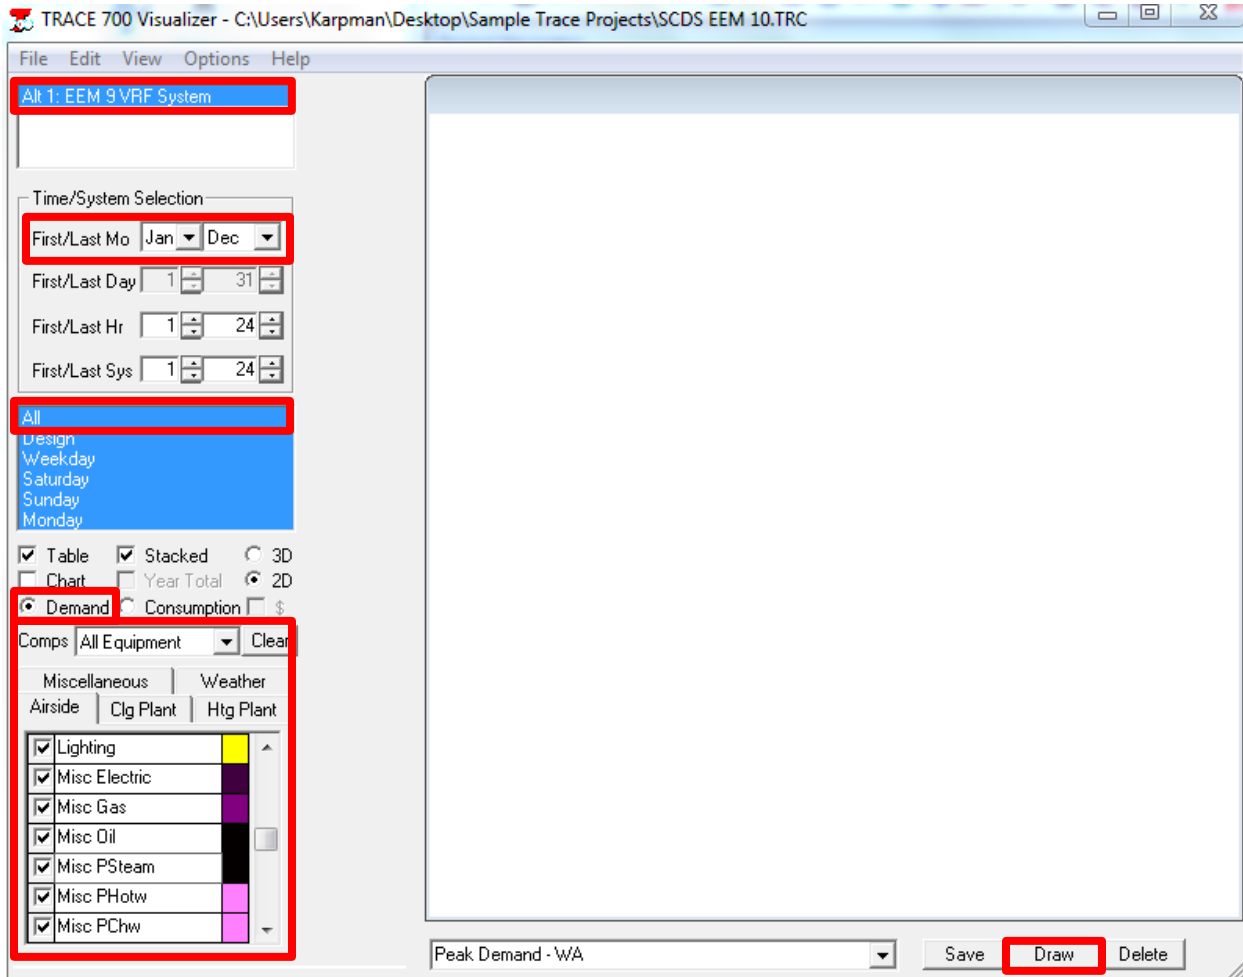 TRACE 700 Visualizer - C:\Users\Karpman\Desktop\Sample Trace Projects\SCDS EEM 10.TRC
File Edit View Options Help
Alt 1: EEM 9 VRF System
Time/System Selection
First/Last Mo Jan Dec
First/Last Day 1 31
First/Last Hr 1 24
First/Last Sys 1 24
All
Design
Weekday
Saturday
Sunday
Monday
Table Stacked 3D
Chart Year Total 2D
Demand Consumption $
Comps All Equipment Clear
Miscellaneous Weather
Airside Clg Plant Htg Plant
Lighting
Misc Electric
Misc Gas
Misc Oil
Misc PSteam
Misc PHotw
Misc PChw
Peak Demand - WA Save Draw Delete